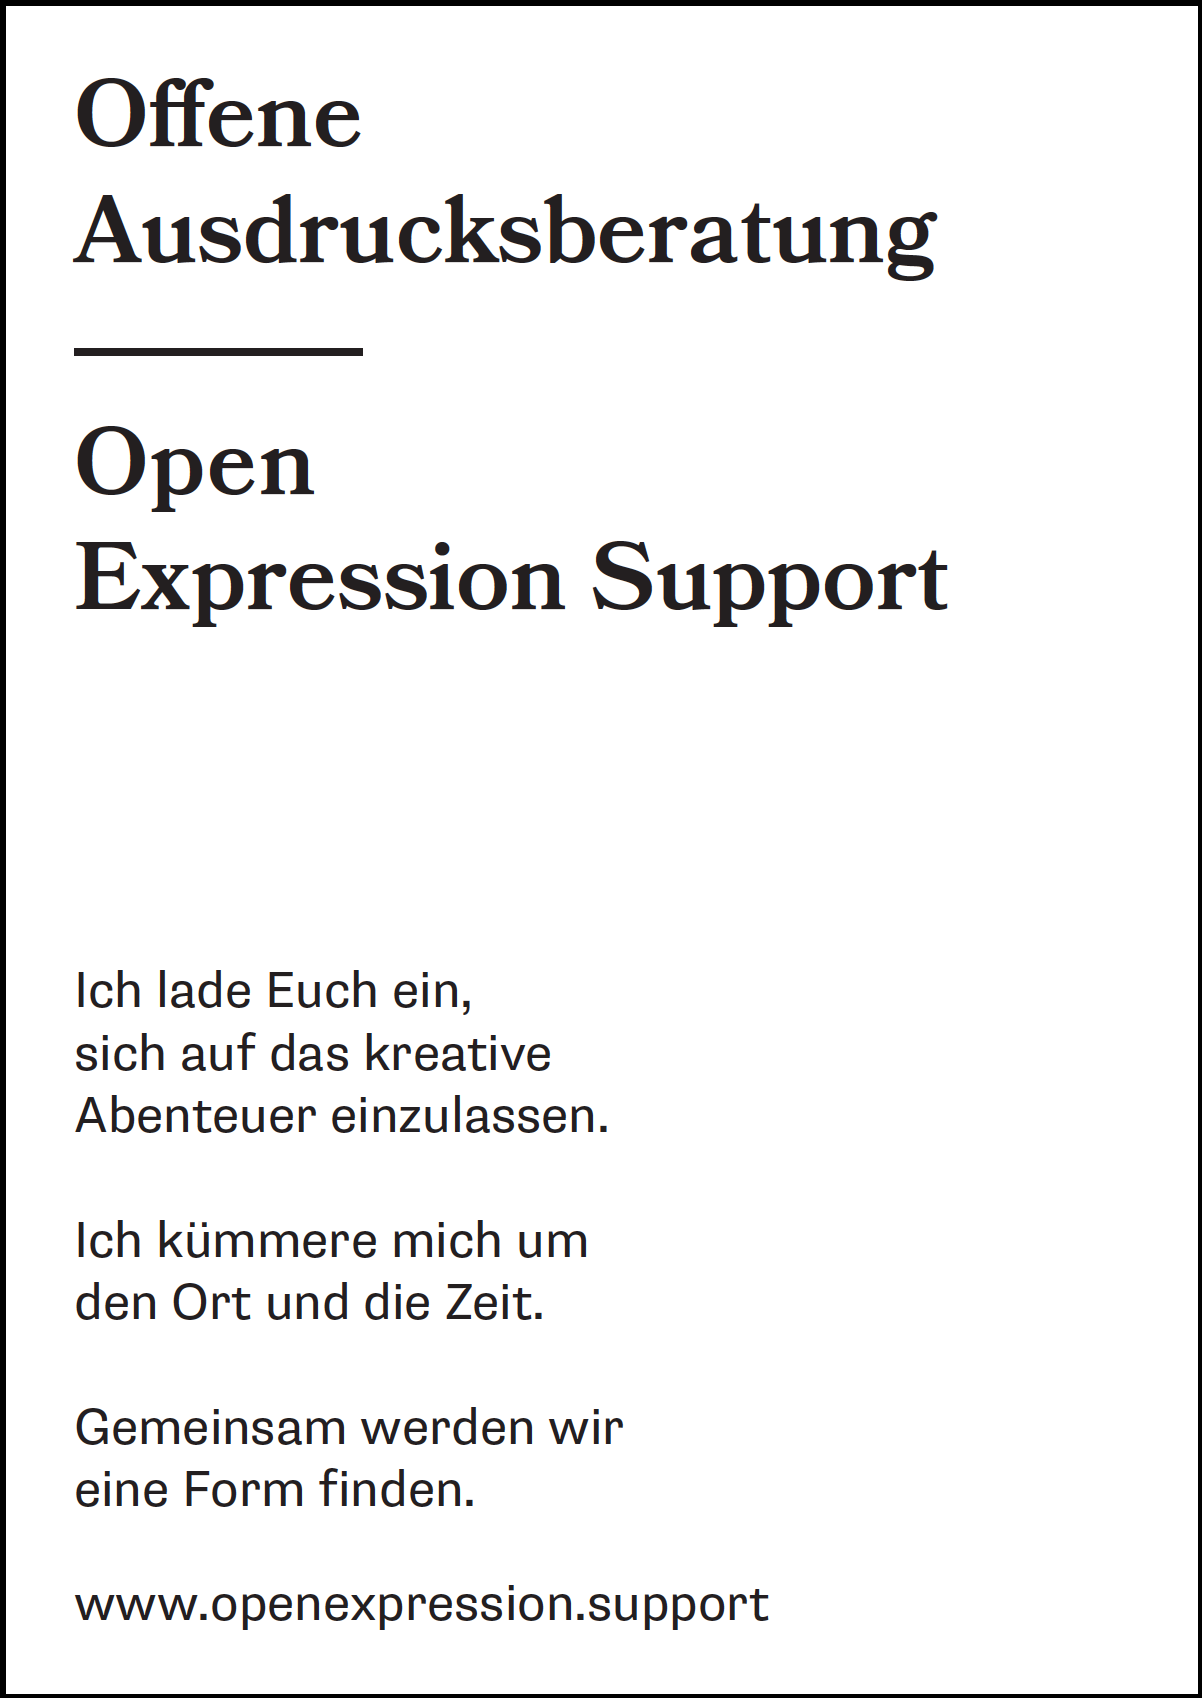 Offene
Ausdrucksberatung
Open
Expression Support
Ich lade Euch ein,
sich auf das kreative
Abenteuer einzulassen.
Ich kümmere mich um
den Ort und die Zeit.
Gemeinsam werden wir
eine Form finden.
www.openexpression.support